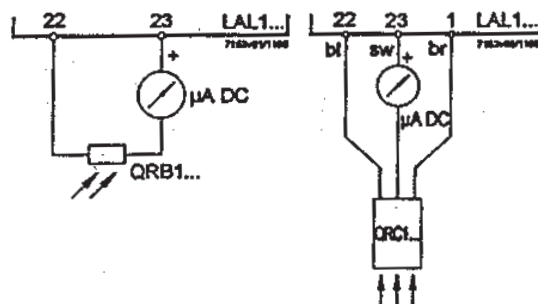 22 23 LAL1...
+
µA DC
QRB1...
22 23 1 LAL1...
bl sw br
+
µA DC
QRC1...